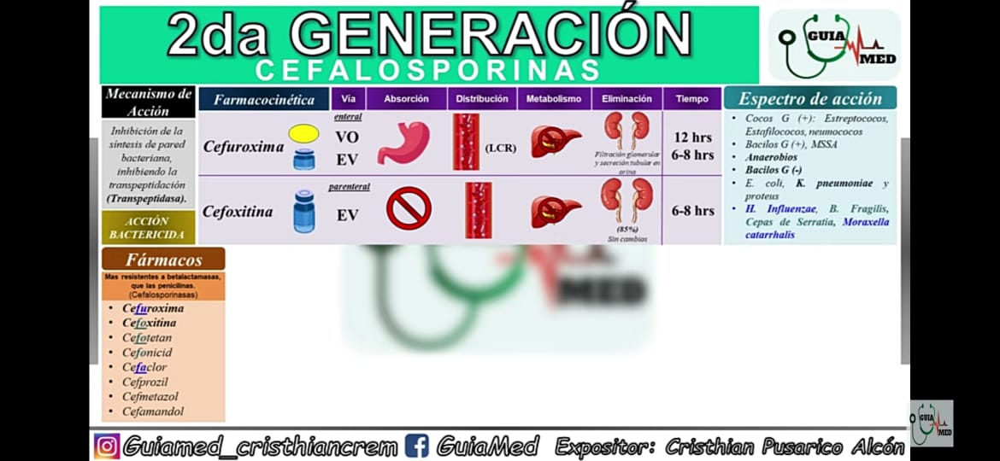 2da GENERACIÓN
CEFALOSPORINAS
GUIA
MED
Mecanismo de
Acción
Inhibición de la
síntesis de pared
bacteriana,
inhibiendo la
transpeptidación
(Transpeptidasa).
ACCIÓN
BACTERICIDA
Farmacocinética
Vía
Absorción
Distribución
Metabolismo
Eliminación
Tiempo
Cefuroxima
enteral
VO
EV
(LCR)
Filtración glomerular
y secreción tubular en
orina
12 hrs
6-8 hrs
Cefoxitina
parenteral
EV
(85%)
Sin cambios
6-8 hrs
Espectro de acción
• Cocos G (+): Estreptococos,
Estafilococos, neumococos
• Bacilos G (+), MSSA
• Anaerobios
• Bacilos G (-)
• E. coli, K. pneumoniae y
proteus
• H. Influenzae, B. Fragilis,
Cepas de Serratia, Moraxella
catarrhalis
Fármacos
Mas resistentes a betalactamasas,
que las penicilinas.
(Cefalosporinasas)
• Cefuroxima
• Cefoxitina
• Cefotetan
• Cefonicid
• Cefaclor
• Cefprozil
• Cefmetazol
• Cefamandol
MED
Guiamed_cristhiancrem GuiaMed Expositor: Cristhian Pusarico Alcón
GUIA
MED